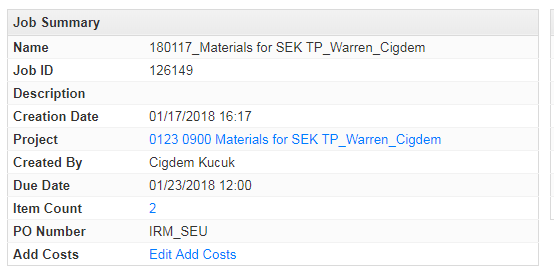 Job Summary
Name 180117_Materials for SEK TP_Warren_Cigdem
Job ID 126149
Description
Creation Date 01/17/2018 16:17
Project 0123 0900 Materials for SEK TP_Warren_Cigdem
Created By Cigdem Kucuk
Due Date 01/23/2018 12:00
Item Count 2
PO Number IRM_SEU
Add Costs Edit Add Costs